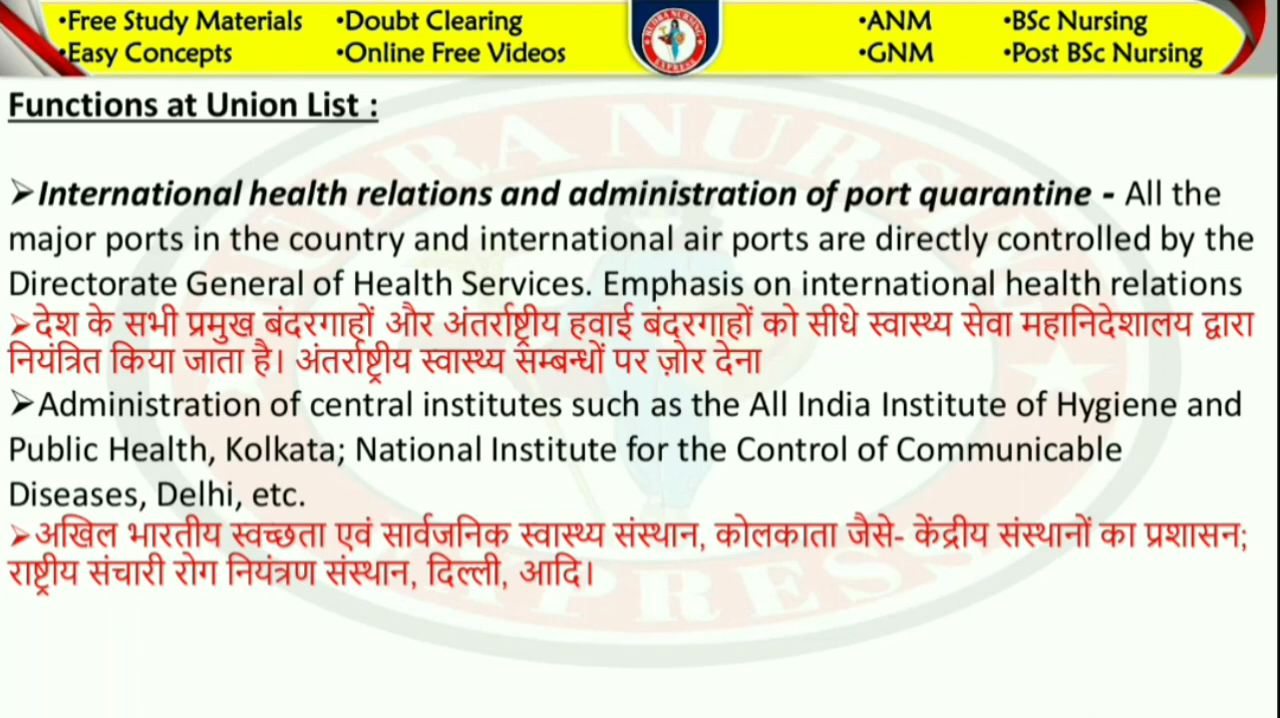 •Free Study Materials •Doubt Clearing •ANM •BSc Nursing
•Easy Concepts •Online Free Videos •GNM •Post BSc Nursing
RUDRA NURSING
EXPRESS
Functions at Union List :
➤International health relations and administration of port quarantine - All the
major ports in the country and international air ports are directly controlled by the
Directorate General of Health Services. Emphasis on international health relations
➤देश के सभी प्रमुख बंदरगाहों और अंतर्राष्ट्रीय हवाई बंदरगाहों को सीधे स्वास्थ्य सेवा महानिदेशालय द्वारा
नियंत्रित किया जाता है। अंतर्राष्ट्रीय स्वास्थ्य सम्बन्धों पर ज़ोर देना
➤Administration of central institutes such as the All India Institute of Hygiene and
Public Health, Kolkata; National Institute for the Control of Communicable
Diseases, Delhi, etc.
➤अखिल भारतीय स्वच्छता एवं सार्वजनिक स्वास्थ्य संस्थान, कोलकाता जैसे- केंद्रीय संस्थानों का प्रशासन;
राष्ट्रीय संचारी रोग नियंत्रण संस्थान, दिल्ली, आदि।